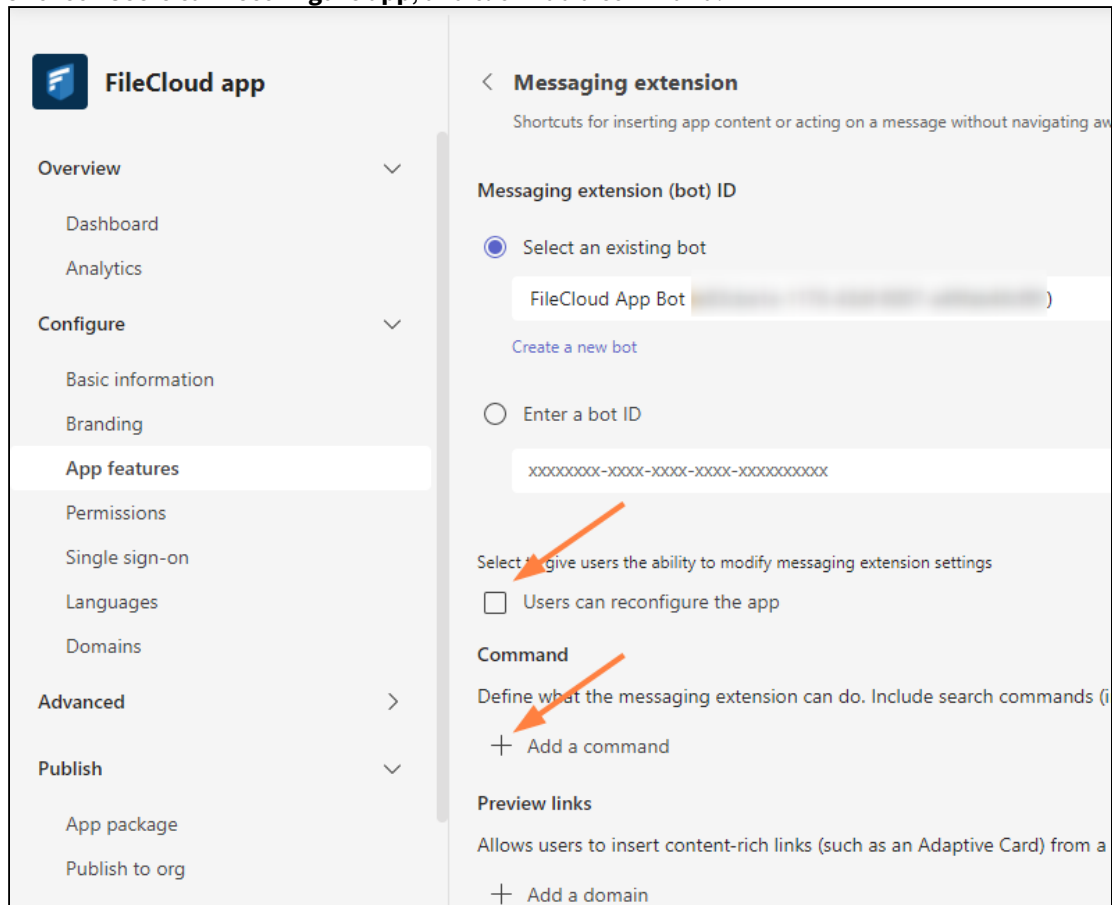 FileCloud app
Overview
Dashboard
Analytics
Configure
Basic information
Branding
App features
Permissions
Single sign-on
Languages
Domains
Advanced
Publish
App package
Publish to org
Messaging extension
Shortcuts for inserting app content or acting on a message without navigating aw
Messaging extension (bot) ID
Select an existing bot
FileCloud App Bot )
Create a new bot
Enter a bot ID
xxxxxxxx-xxxx-xxxx-xxxx-xxxxxxxxxx
Select to give users the ability to modify messaging extension settings
Users can reconfigure the app
Command
Define what the messaging extension can do. Include search commands (i
Add a command
Preview links
Allows users to insert content-rich links (such as an Adaptive Card) from a
Add a domain